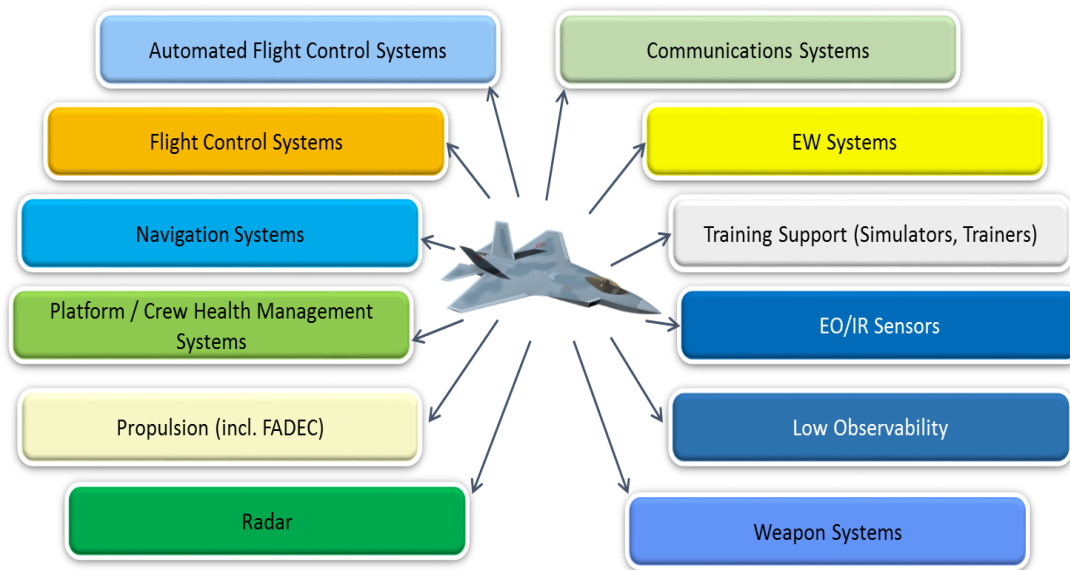 Automated Flight Control Systems
Communications Systems
Flight Control Systems
EW Systems
Navigation Systems
Training Support (Simulators, Trainers)
Platform / Crew Health Management
Systems
EO/IR Sensors
Propulsion (incl. FADEC)
Low Observability
Radar
Weapon Systems